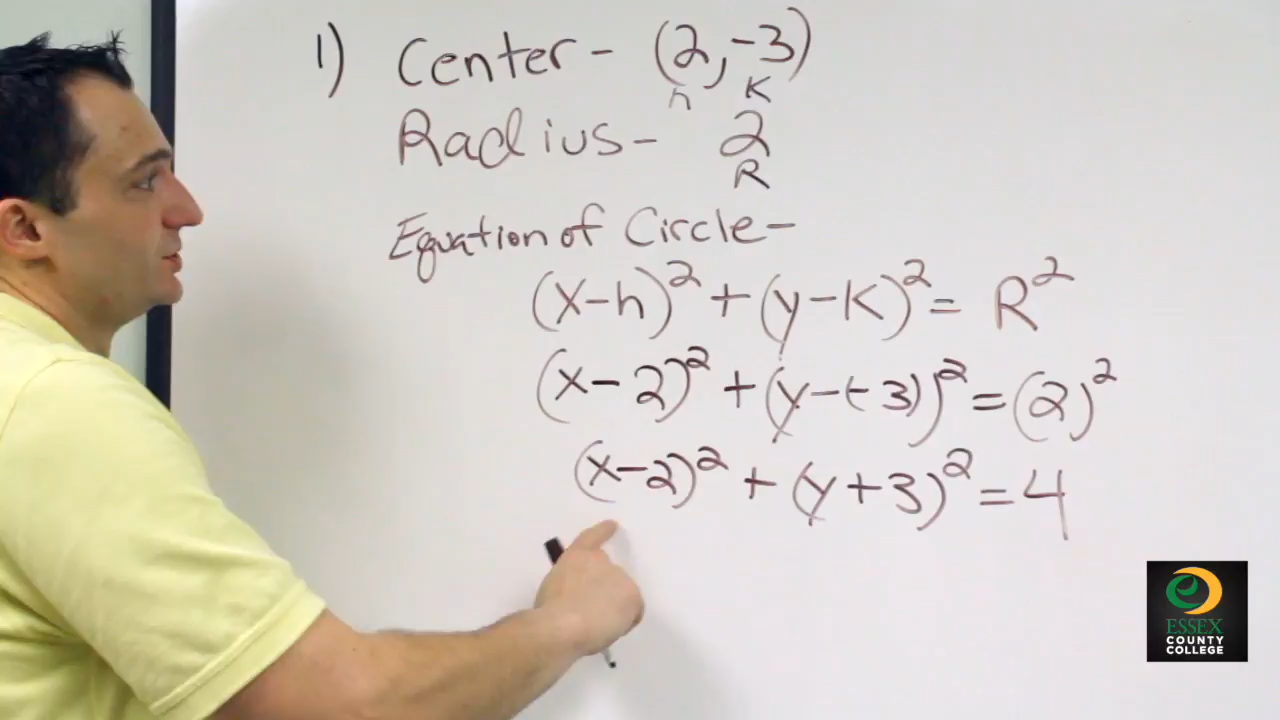 1) Center - (2, -3)
h K
Radius - 2
R
Equation of Circle -
(x-h)² + (y-K)² = R²
(x-2)² + (y-(-3))² = (2)²
(x-2)² + (y+3)² = 4
ESSEX
COUNTY
COLLEGE